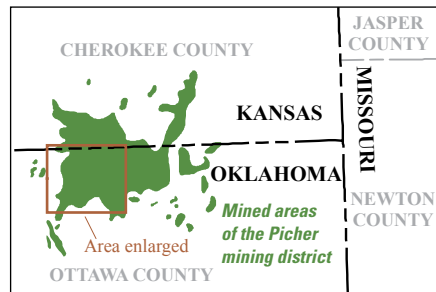 JASPER
COUNTY
CHEROKEE COUNTY
MISSOURI
KANSAS
OKLAHOMA
NEWTON
COUNTY
Mined areas
of the Picher
mining district
Area enlarged
OTTAWA COUNTY